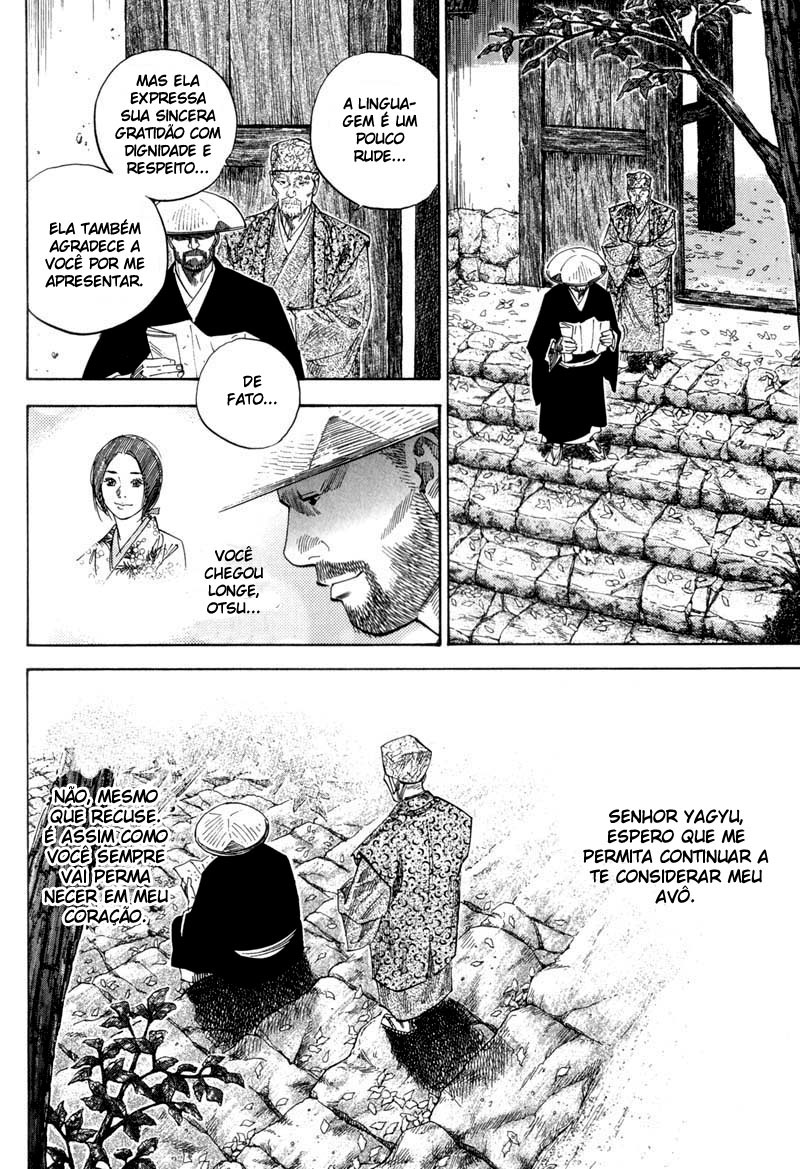 A LINGUA-
GEM É UM
POUCO
RUDE...
MAS ELA
EXPRESSA
SUA SINCERA
GRATIDÃO COM
DIGNIDADE E
RESPEITO...
ELA TAMBÉM
AGRADECE A
VOCÊ POR ME
APRESENTAR.
DE
FATO...
VOCÊ
CHEGOU
LONGE,
OTSU...
SENHOR YAGYU,
ESPERO QUE ME
PERMITA CONTINUAR A
TE CONSIDERAR MEU
AVÔ.
NÃO, MESMO
QUE RECUSE.
É ASSIM COMO
VOCÊ SEMPRE
VAI PERMA
NECER EM MEU
CORAÇÃO.